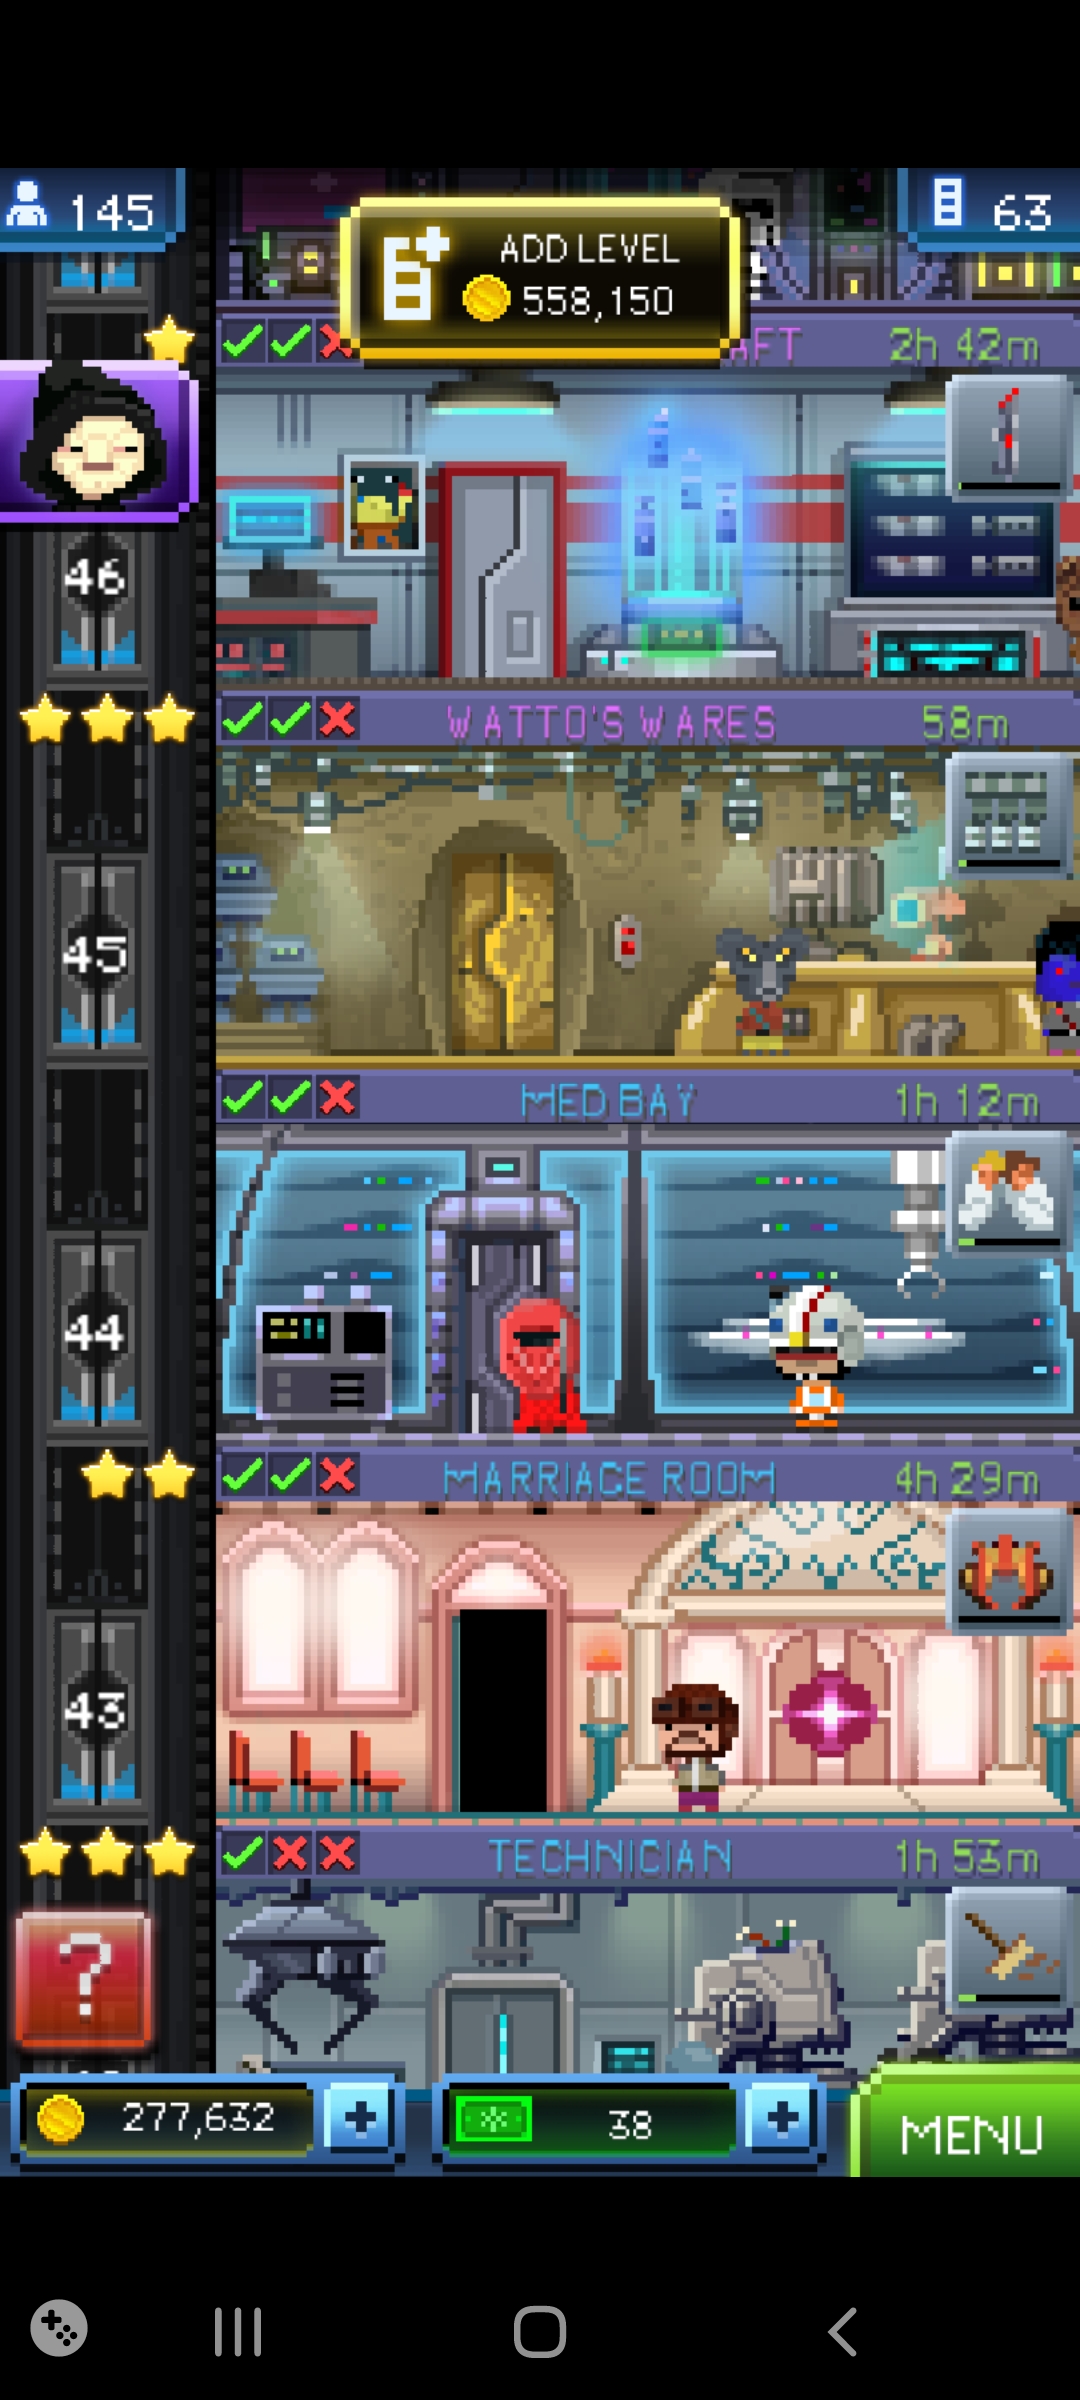 145
ADD LEVEL
558,150
63
AFT
2h 42m
46
WATTO'S WARES
58m
45
MED BAY
1h 12m
44
MARRIAGE ROOM
4h 29m
43
TECHNICIAN
1h 53m
?
277,632
+
38
+
MENU